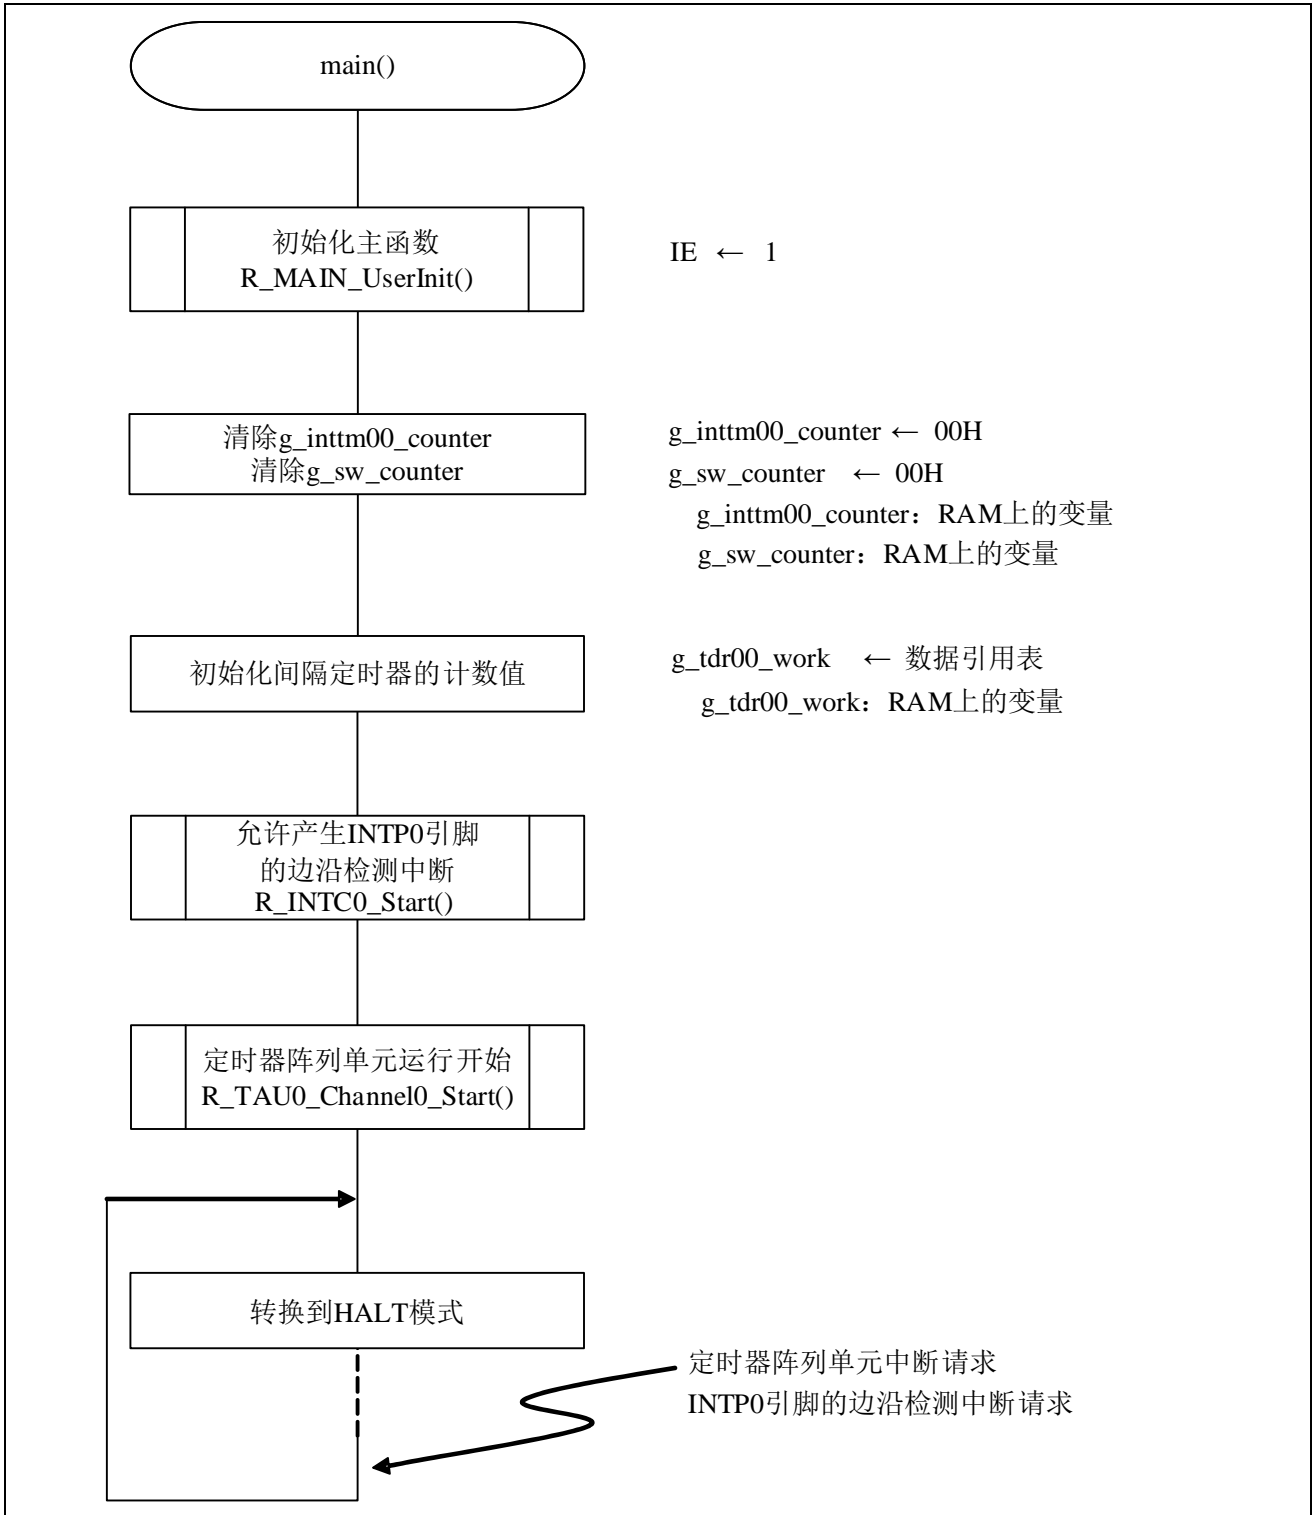 main()
初始化主函数
R_MAIN_UserInit()
IE ← 1
清除g_inttm00_counter
清除g_sw_counter
g_inttm00_counter ← 00H
g_sw_counter ← 00H
g_inttm00_counter：RAM上的变量
g_sw_counter：RAM上的变量
初始化间隔定时器的计数值
g_tdr00_work ← 数据引用表
g_tdr00_work：RAM上的变量
允许产生INTP0引脚
的边沿检测中断
R_INTC0_Start()
定时器阵列单元运行开始
R_TAU0_Channel0_Start()
转换到HALT模式
定时器阵列单元中断请求
INTP0引脚的边沿检测中断请求